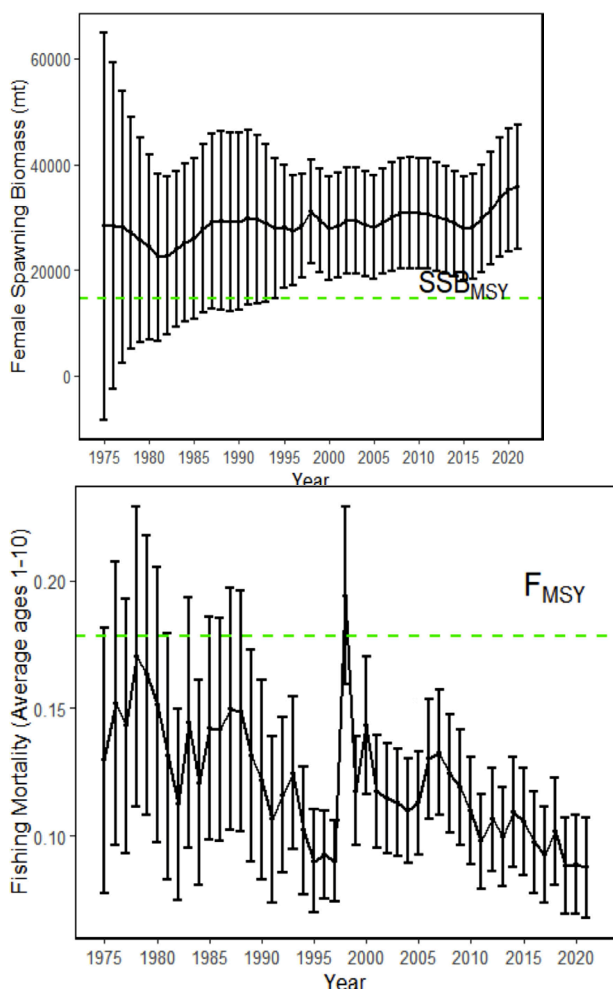 Female Spawning Biomass (mt)
60000
40000
20000
0
SSB_MSY
1975 1980 1985 1990 1995 2000 2005 2010 2015 2020
Year
Fishing Mortality (Average ages 1-10)
0.20
0.15
0.10
F_MSY
1975 1980 1985 1990 1995 2000 2005 2010 2015 2020
Year